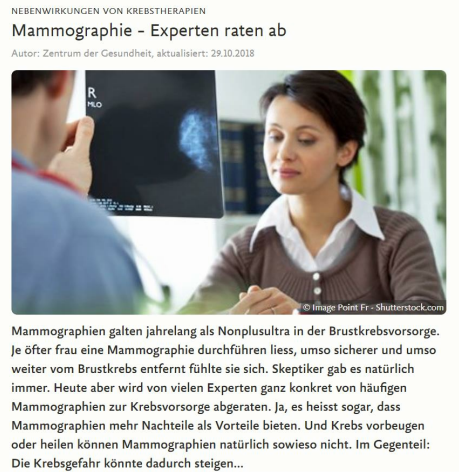 NEBENWIRKUNGEN VON KREBSTHERAPIEN
Mammographie - Experten raten ab
Autor: Zentrum der Gesundheit, aktualisiert: 29.10.2018
R
MLO
© Image Point Fr - Shutterstock.com
Mammographien galten jahrelang als Nonplusultra in der Brustkrebsvorsorge.
Je öfter frau eine Mammographie durchführen liess, umso sicherer und umso
weiter vom Brustkrebs entfernt fühlte sie sich. Skeptiker gab es natürlich
immer. Heute aber wird von vielen Experten ganz konkret von häufigen
Mammographien zur Krebsvorsorge abgeraten. Ja, es heisst sogar, dass
Mammographien mehr Nachteile als Vorteile bieten. Und Krebs vorbeugen
oder heilen können Mammographien natürlich sowieso nicht. Im Gegenteil:
Die Krebsgefahr könnte dadurch steigen...